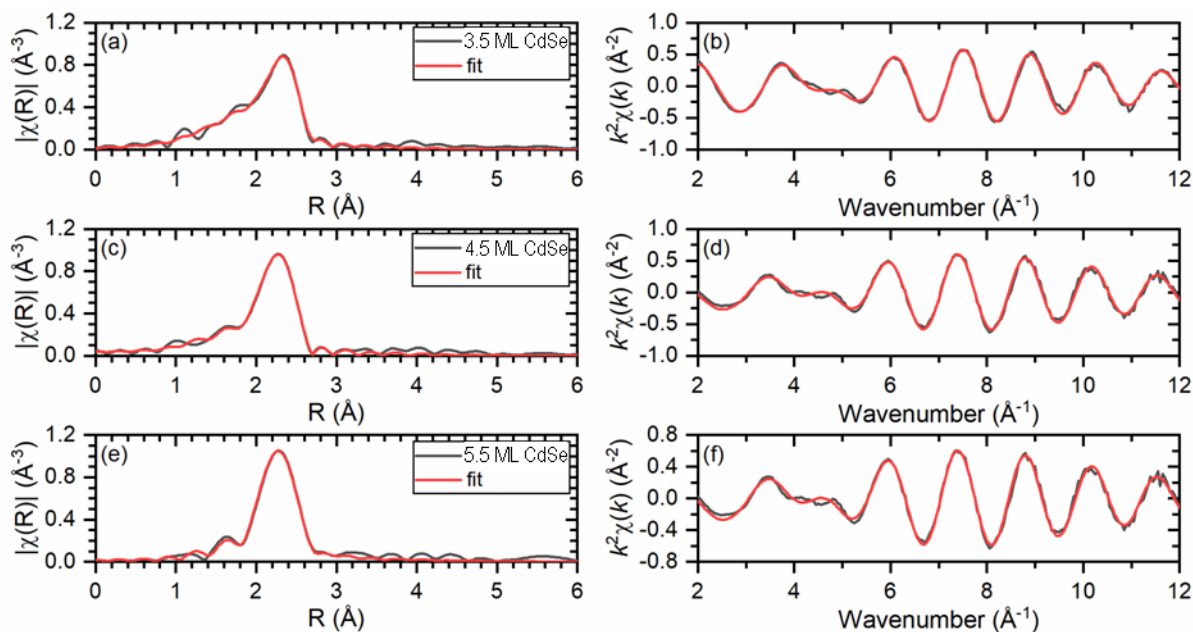 1.2
0.8
0.4
0.0
|χ(R)| (Å⁻³)
(a)
3.5 ML CdSe
fit
0 1 2 3 4 5 6
R (Å)
1.0
0.5
0.0
-0.5
-1.0
k²χ(k) (Å⁻²)
(b)
2 4 6 8 10 12
Wavenumber (Å⁻¹)
1.2
0.8
0.4
0.0
|χ(R)| (Å⁻³)
(c)
4.5 ML CdSe
fit
0 1 2 3 4 5 6
R (Å)
1.0
0.5
0.0
-0.5
-1.0
k²χ(k) (Å⁻²)
(d)
2 4 6 8 10 12
Wavenumber (Å⁻¹)
1.2
0.8
0.4
0.0
|χ(R)| (Å⁻³)
(e)
5.5 ML CdSe
fit
0 1 2 3 4 5 6
R (Å)
0.8
0.4
0.0
-0.4
-0.8
k²χ(k) (Å⁻²)
(f)
2 4 6 8 10 12
Wavenumber (Å⁻¹)